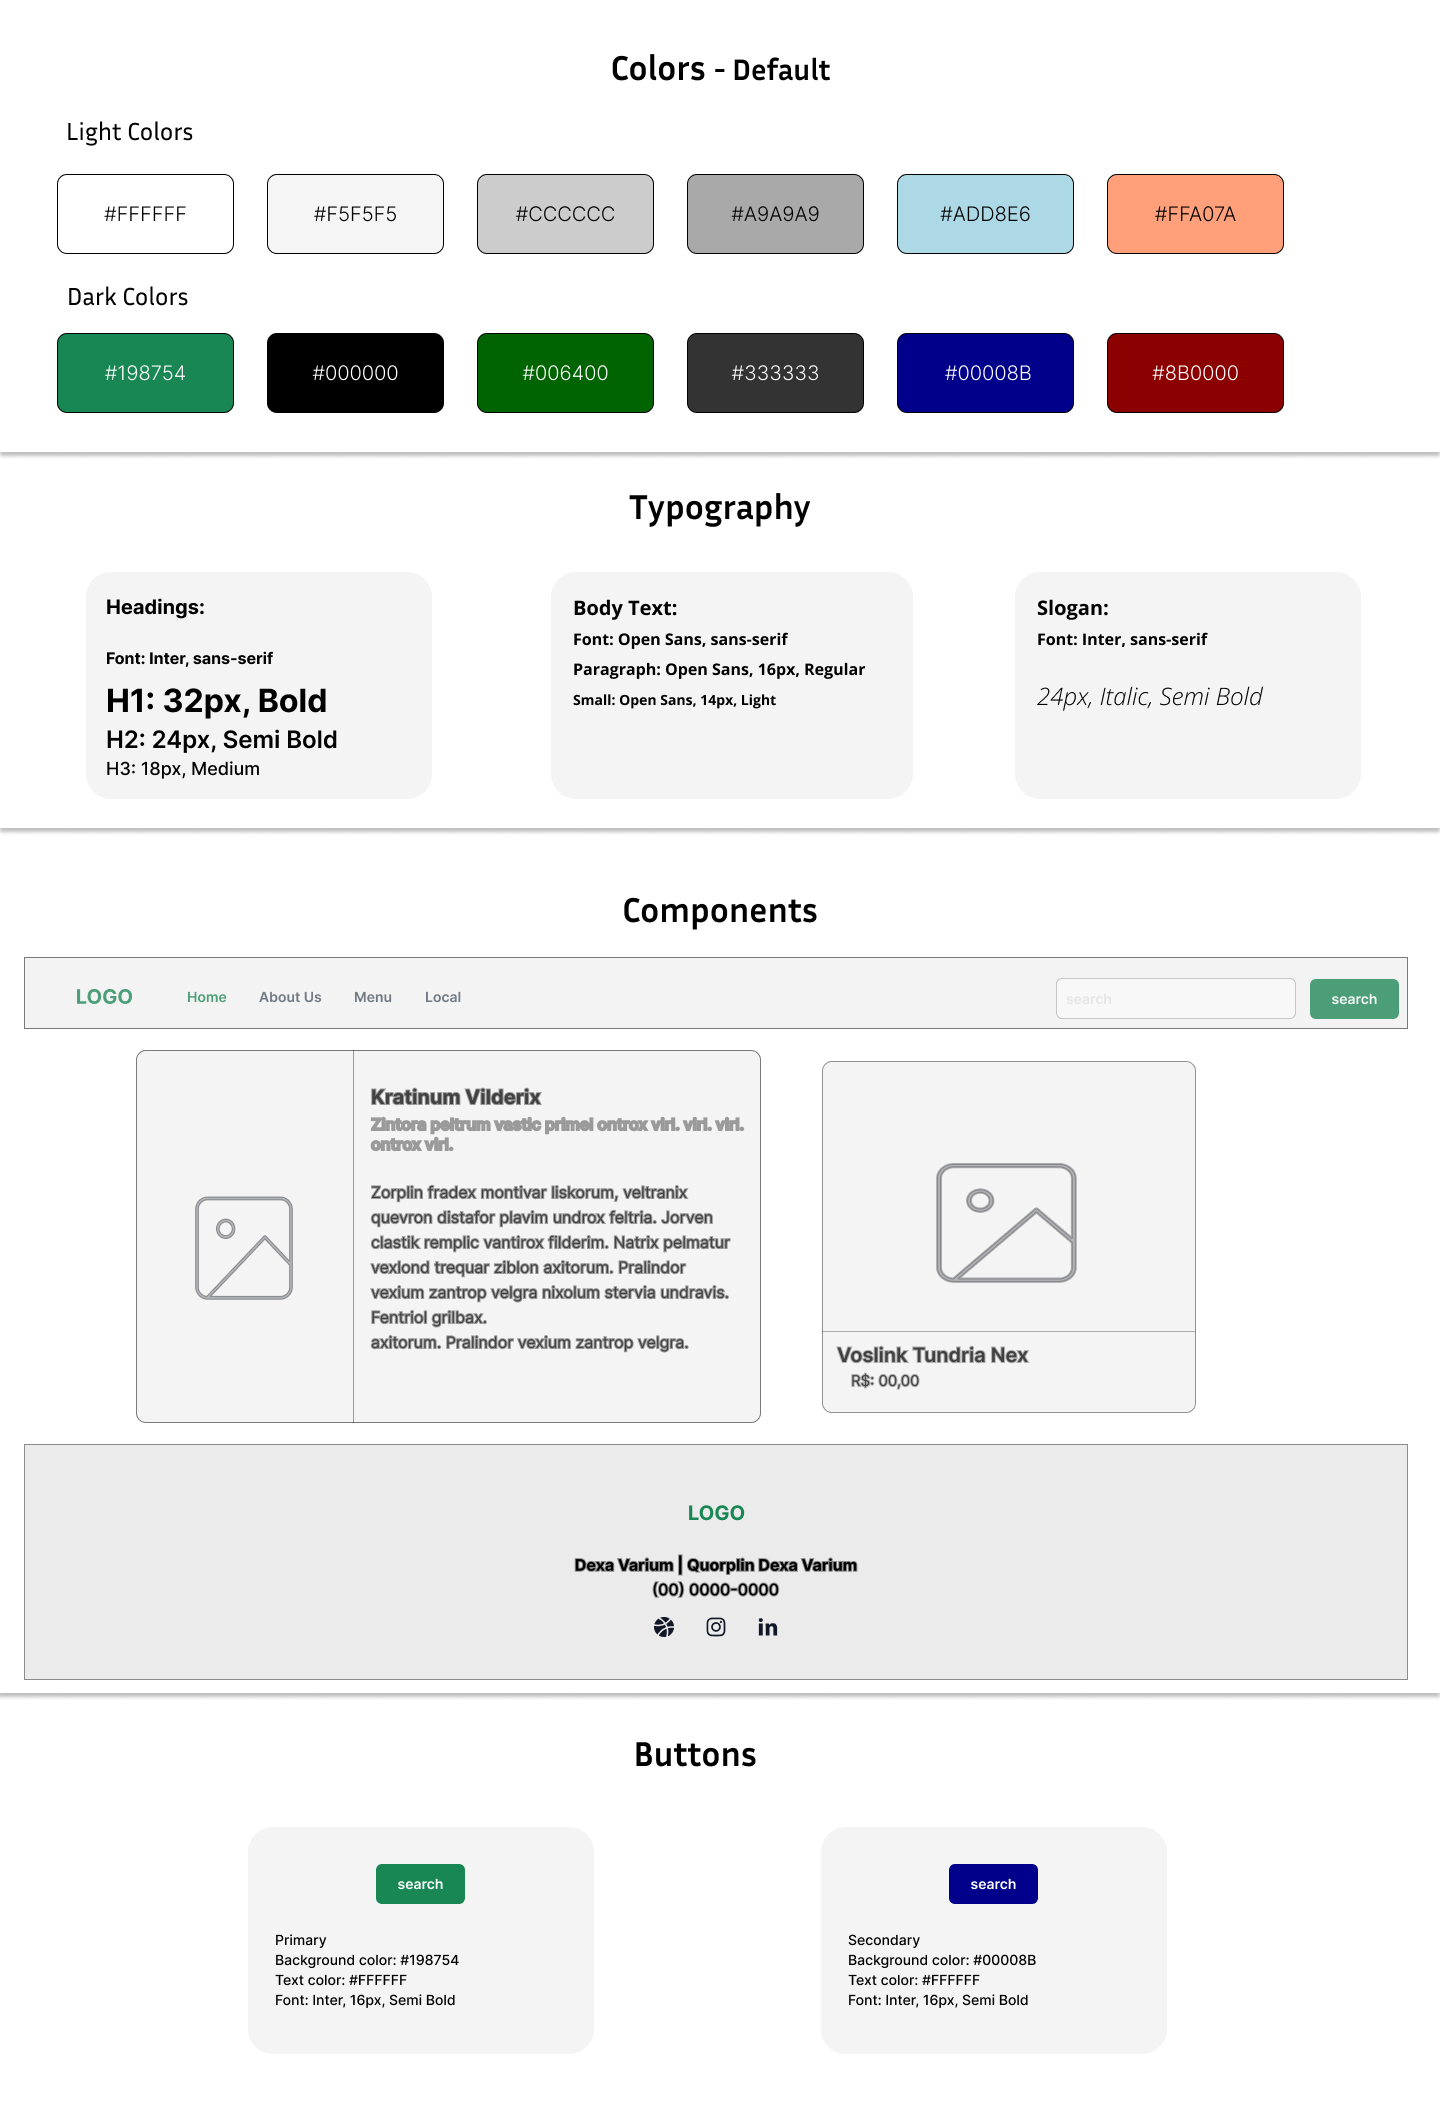 Colors - Default
Light Colors
#FFFFFF
#F5F5F5
#CCCCCC
#A9A9A9
#ADD8E6
#FFA07A
Dark Colors
#198754
#000000
#006400
#333333
#00008B
#8B0000
Typography
Headings:
Font: Inter, sans-serif
H1: 32px, Bold
H2: 24px, Semi Bold
H3: 18px, Medium
Body Text:
Font: Open Sans, sans-serif
Paragraph: Open Sans, 16px, Regular
Small: Open Sans, 14px, Light
Slogan:
Font: Inter, sans-serif
24px, Italic, Semi Bold
Components
LOGO
Home
About Us
Menu
Local
search
search
Kratinum Vilderix
Zintora peltrum vastic primel ontrox virl. virl. virl.
ontrox virl.
Zorplin fradex montivar liskorum, veltranix
quevron distafor plavim undrox feltria. Jorven
clastik remplic vantirox filderim. Natrix pelmatur
vexlond trequar ziblon axitorum. Pralindor
vexium zantrop velgra nixolum stervia undravis.
Fentriol grilbax.
axitorum. Pralindor vexium zantrop velgra.
Voslink Tundria Nex
R$: 00,00
LOGO
Dexa Varium | Quorplin Dexa Varium
(00) 0000-0000
Buttons
search
Primary
Background color: #198754
Text color: #FFFFFF
Font: Inter, 16px, Semi Bold
search
Secondary
Background color: #00008B
Text color: #FFFFFF
Font: Inter, 16px, Semi Bold